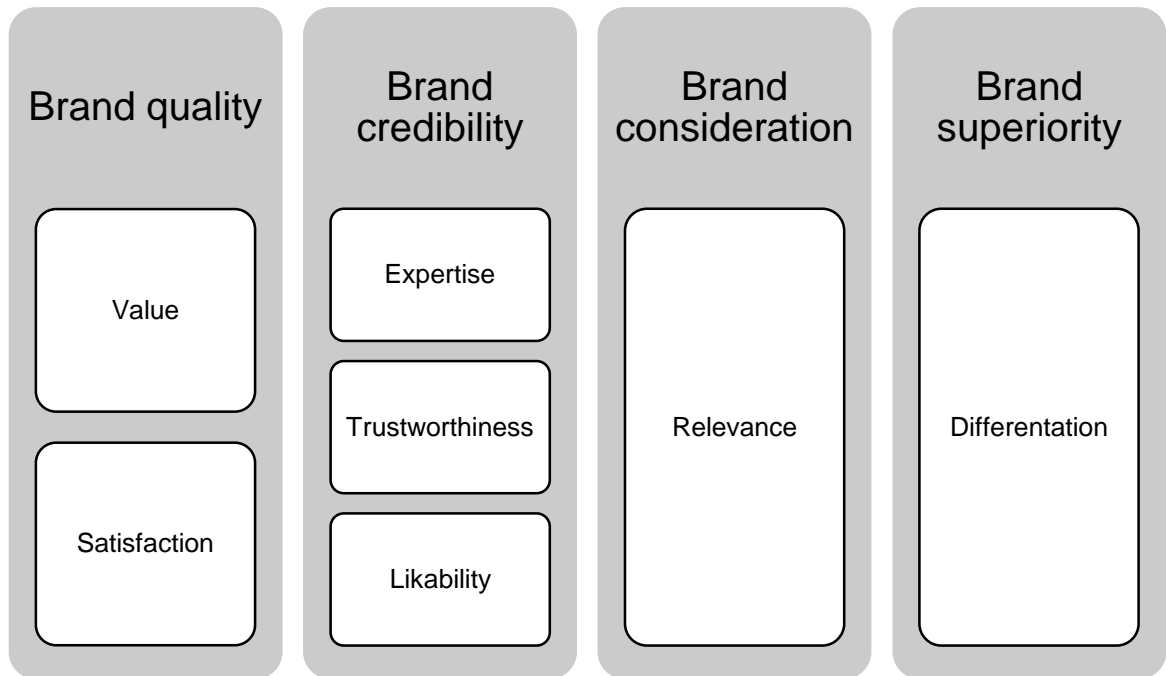 Brand quality
Value
Satisfaction
Brand
credibility
Expertise
Trustworthiness
Likability
Brand
consideration
Relevance
Brand
superiority
Differentation